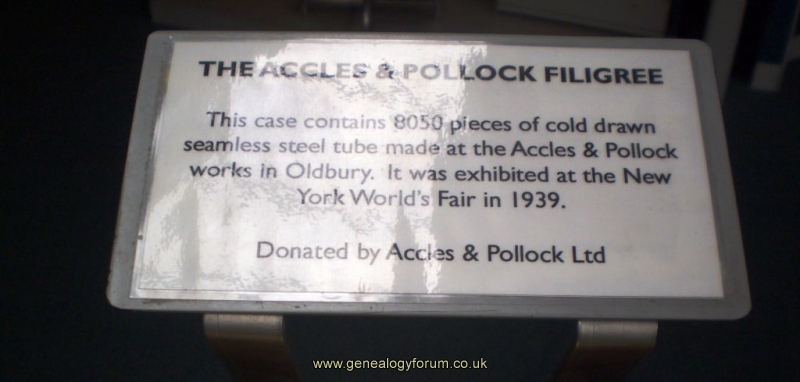 THE ACCLES & POLLOCK FILIGREE
This case contains 8050 pieces of cold drawn
seamless steel tube made at the Accles & Pollock
works in Oldbury. It was exhibited at the New
York World's Fair in 1939.
Donated by Accles & Pollock Ltd
www.genealogyforum.co.uk